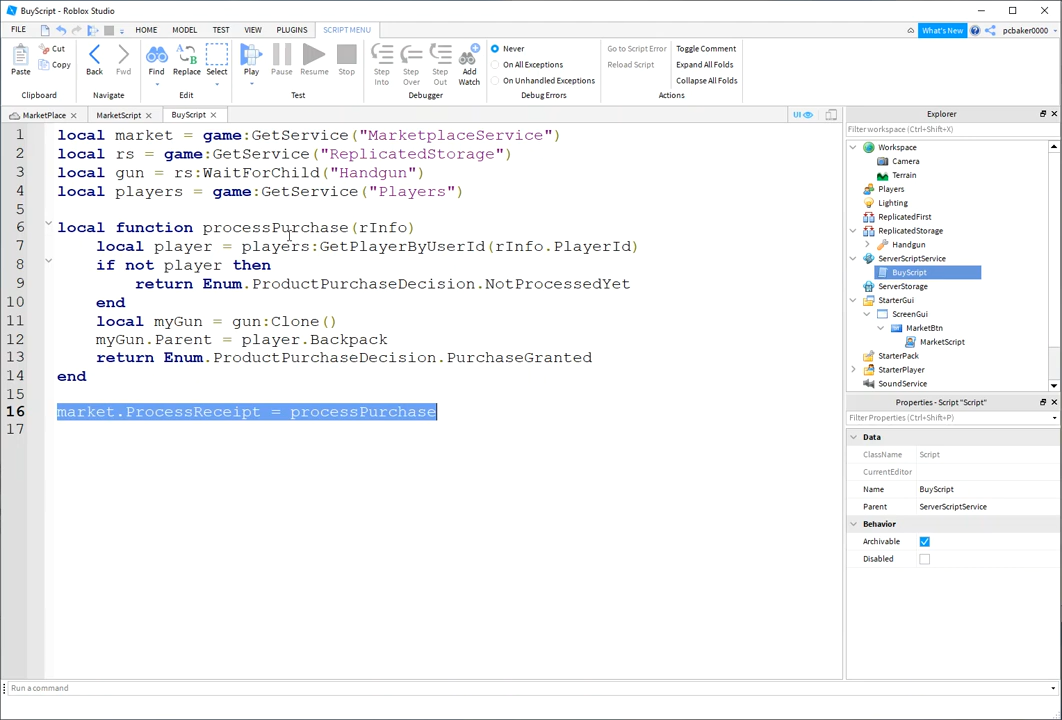 BuyScript - Roblox Studio
FILE HOME MODEL TEST VIEW PLUGINS SCRIPT MENU What's New pcbaker0000
Paste Cut Copy Back Fwd Find Replace Select Play Pause Resume Stop Step Into Step Over Step Out Add Watch Never On All Exceptions On Unhandled Exceptions Go to Script Error Reload Script Toggle Comment Expand All Folds Collapse All Folds
Clipboard Navigate Edit Test Debugger Debug Errors Actions
MarketPlace MarketScript BuyScript UI
1 local market = game:GetService("MarketplaceService")
2 local rs = game:GetService("ReplicatedStorage")
3 local gun = rs:WaitForChild("Handgun")
4 local players = game:GetService("Players")
5
6 local function processPurchase(rInfo)
7 local player = players:GetPlayerByUserId(rInfo.PlayerId)
8 if not player then
9 return Enum.ProductPurchaseDecision.NotProcessedYet
10 end
11 local myGun = gun:Clone()
12 myGun.Parent = player.Backpack
13 return Enum.ProductPurchaseDecision.PurchaseGranted
14 end
15
16 market.ProcessReceipt = processPurchase
17
Explorer
Filter workspace (Ctrl+Shift+X)
Workspace
Camera
Terrain
Players
Lighting
ReplicatedFirst
ReplicatedStorage
Handgun
ServerScriptService
BuyScript
ServerStorage
StarterGui
ScreenGui
MarketBtn
MarketScript
StarterPack
StarterPlayer
SoundService
Properties - Script "Script"
Filter Properties (Ctrl+Shift+P)
Data
ClassName Script
CurrentEditor
Name BuyScript
Parent ServerScriptService
Behavior
Archivable
Disabled
Run a command